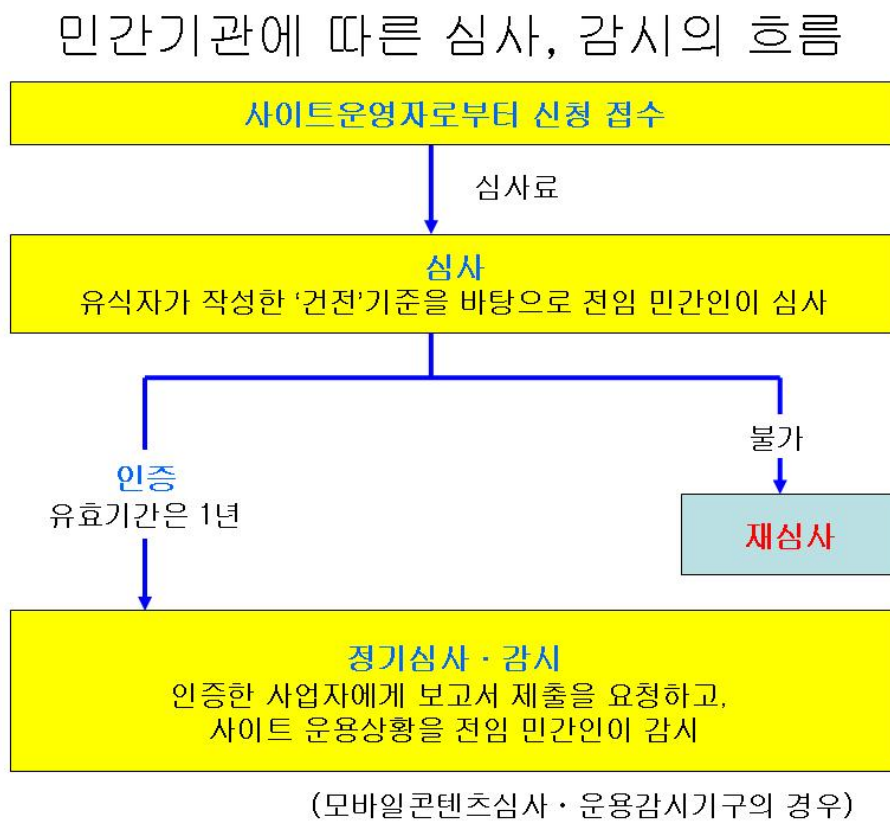 민간기관에 따른 심사, 감시의 흐름
사이트운영자로부터 신청 접수
심사료
심사
유식자가 작성한 ‘건전’기준을 바탕으로 전임 민간인이 심사
불가
인증
유효기간은 1년
재심사
정기심사 · 감시
인증한 사업자에게 보고서 제출을 요청하고,
사이트 운용상황을 전임 민간인이 감시
(모바일콘텐츠심사 · 운용감시기구의 경우)